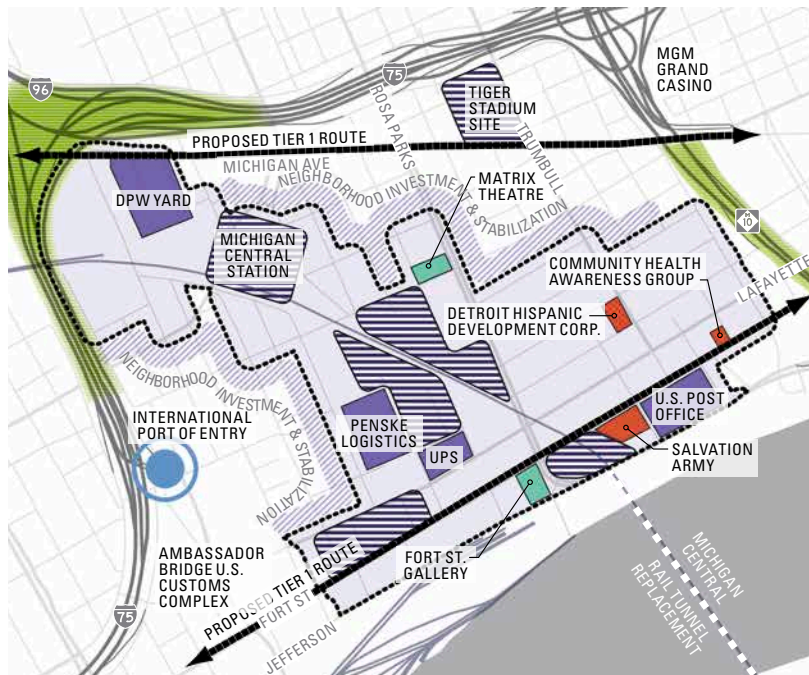 MGM
GRAND
CASINO
75
96
TIGER
STADIUM
SITE
ROSA PARKS
TRUMBULL
PROPOSED TIER 1 ROUTE
MICHIGAN AVE
NEIGHBORHOOD INVESTMENT & STABILIZATION
MATRIX
THEATRE
DPW YARD
10
MICHIGAN
CENTRAL
STATION
COMMUNITY HEALTH
AWARENESS GROUP
LAFAYETTE
DETROIT HISPANIC
DEVELOPMENT CORP.
NEIGHBORHOOD INVESTMENT & STABILIZATION
INTERNATIONAL
PORT OF ENTRY
PENSKE
LOGISTICS
UPS
U.S. POST
OFFICE
SALVATION
ARMY
AMBASSADOR
BRIDGE U.S.
CUSTOMS
COMPLEX
FORT ST.
GALLERY
PROPOSED TIER 1 ROUTE
FORT ST
JEFFERSON
75
MICHIGAN
CENTRAL
RAIL TUNNEL
REPLACEMENT